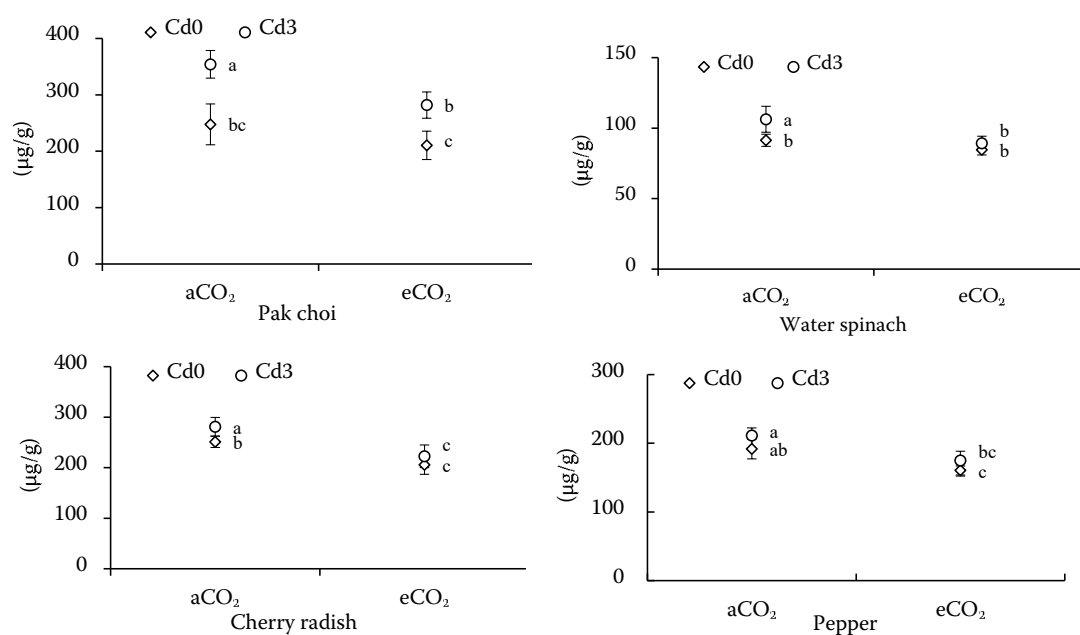 400
◇ Cd0 ○ Cd3
300
200
100
0
(µg/g)
a
bc
b
c
aCO₂ eCO₂
Pak choi
150
◇ Cd0 ○ Cd3
100
50
0
(µg/g)
a
b
b
b
aCO₂ eCO₂
Water spinach
400
◇ Cd0 ○ Cd3
300
200
100
0
(µg/g)
a
b
c
c
aCO₂ eCO₂
Cherry radish
300
◇ Cd0 ○ Cd3
200
100
0
(µg/g)
a
ab
bc
c
aCO₂ eCO₂
Pepper